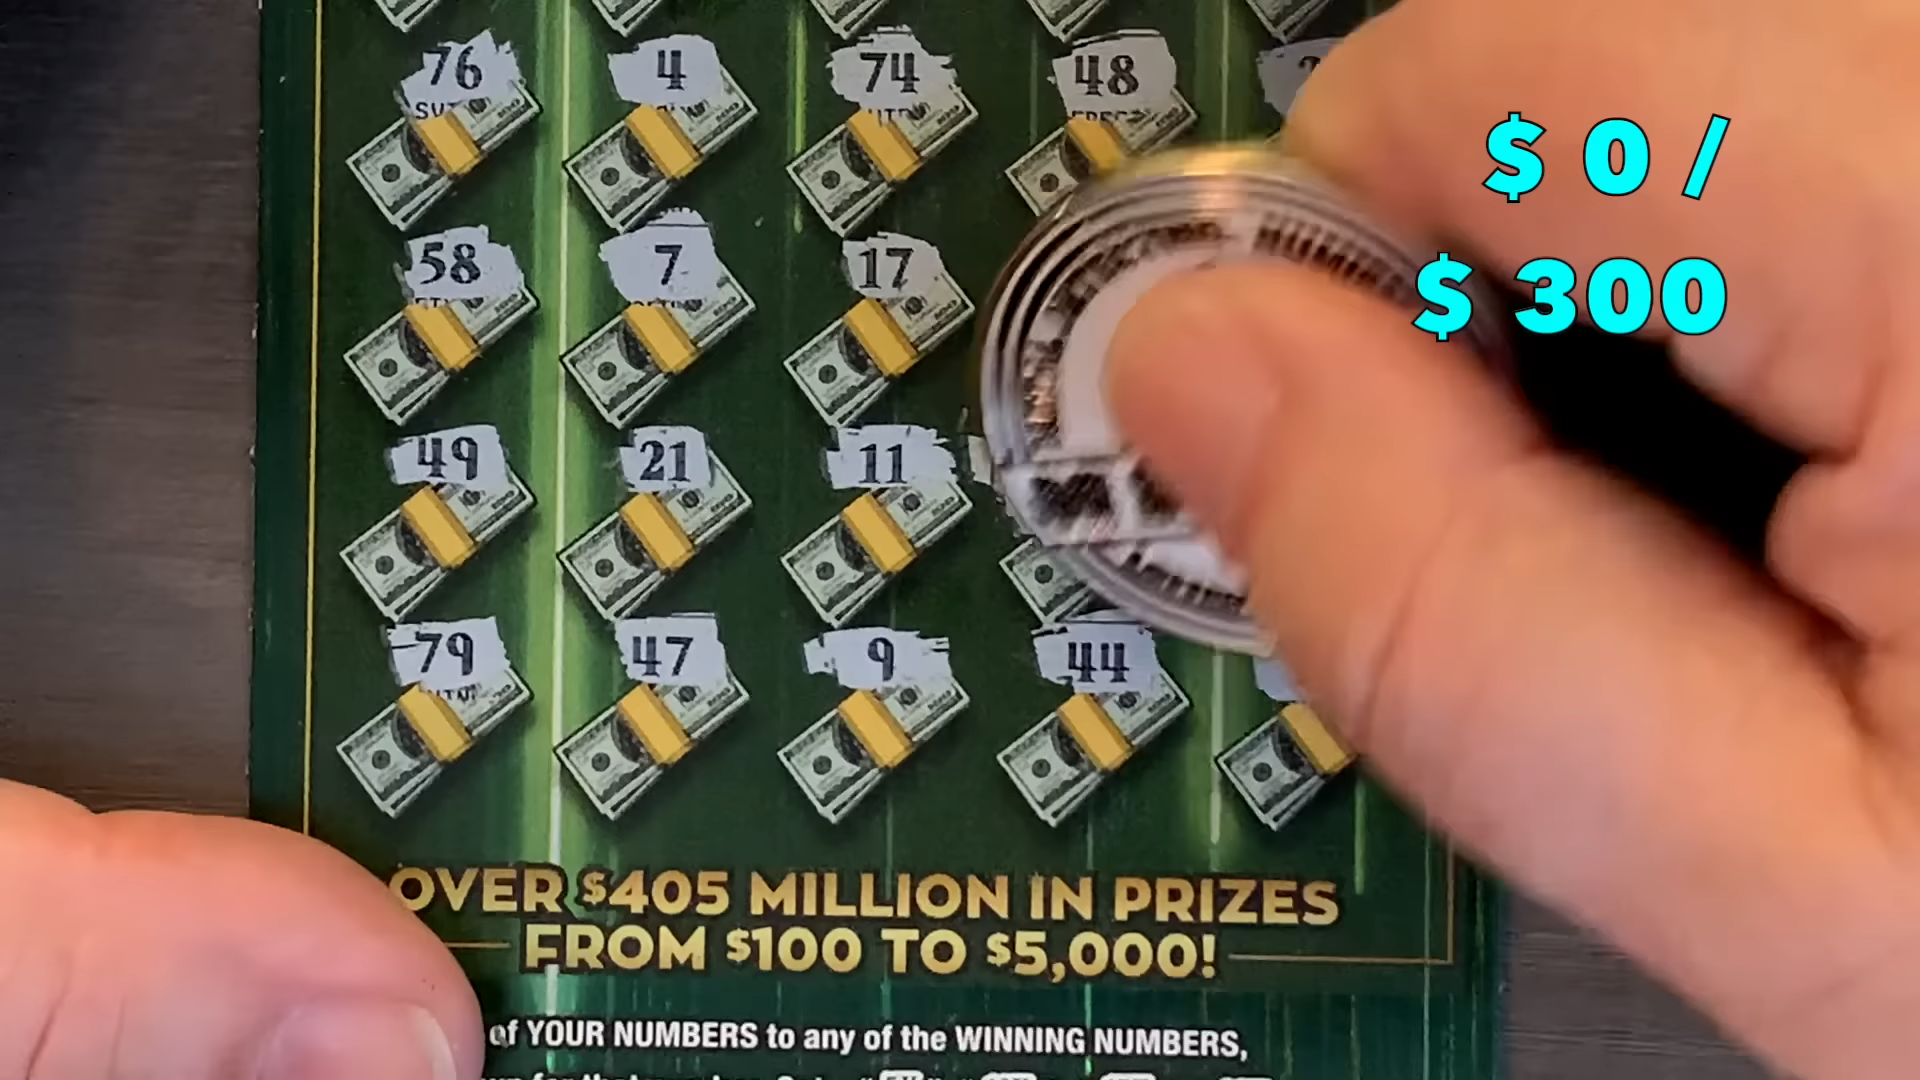 76 4 74 48
$ 0 /
58 7 17
$ 300
49 21 11
79 47 9 44
OVER $405 MILLION IN PRIZES
FROM $100 TO $5,000!
of YOUR NUMBERS to any of the WINNING NUMBERS,